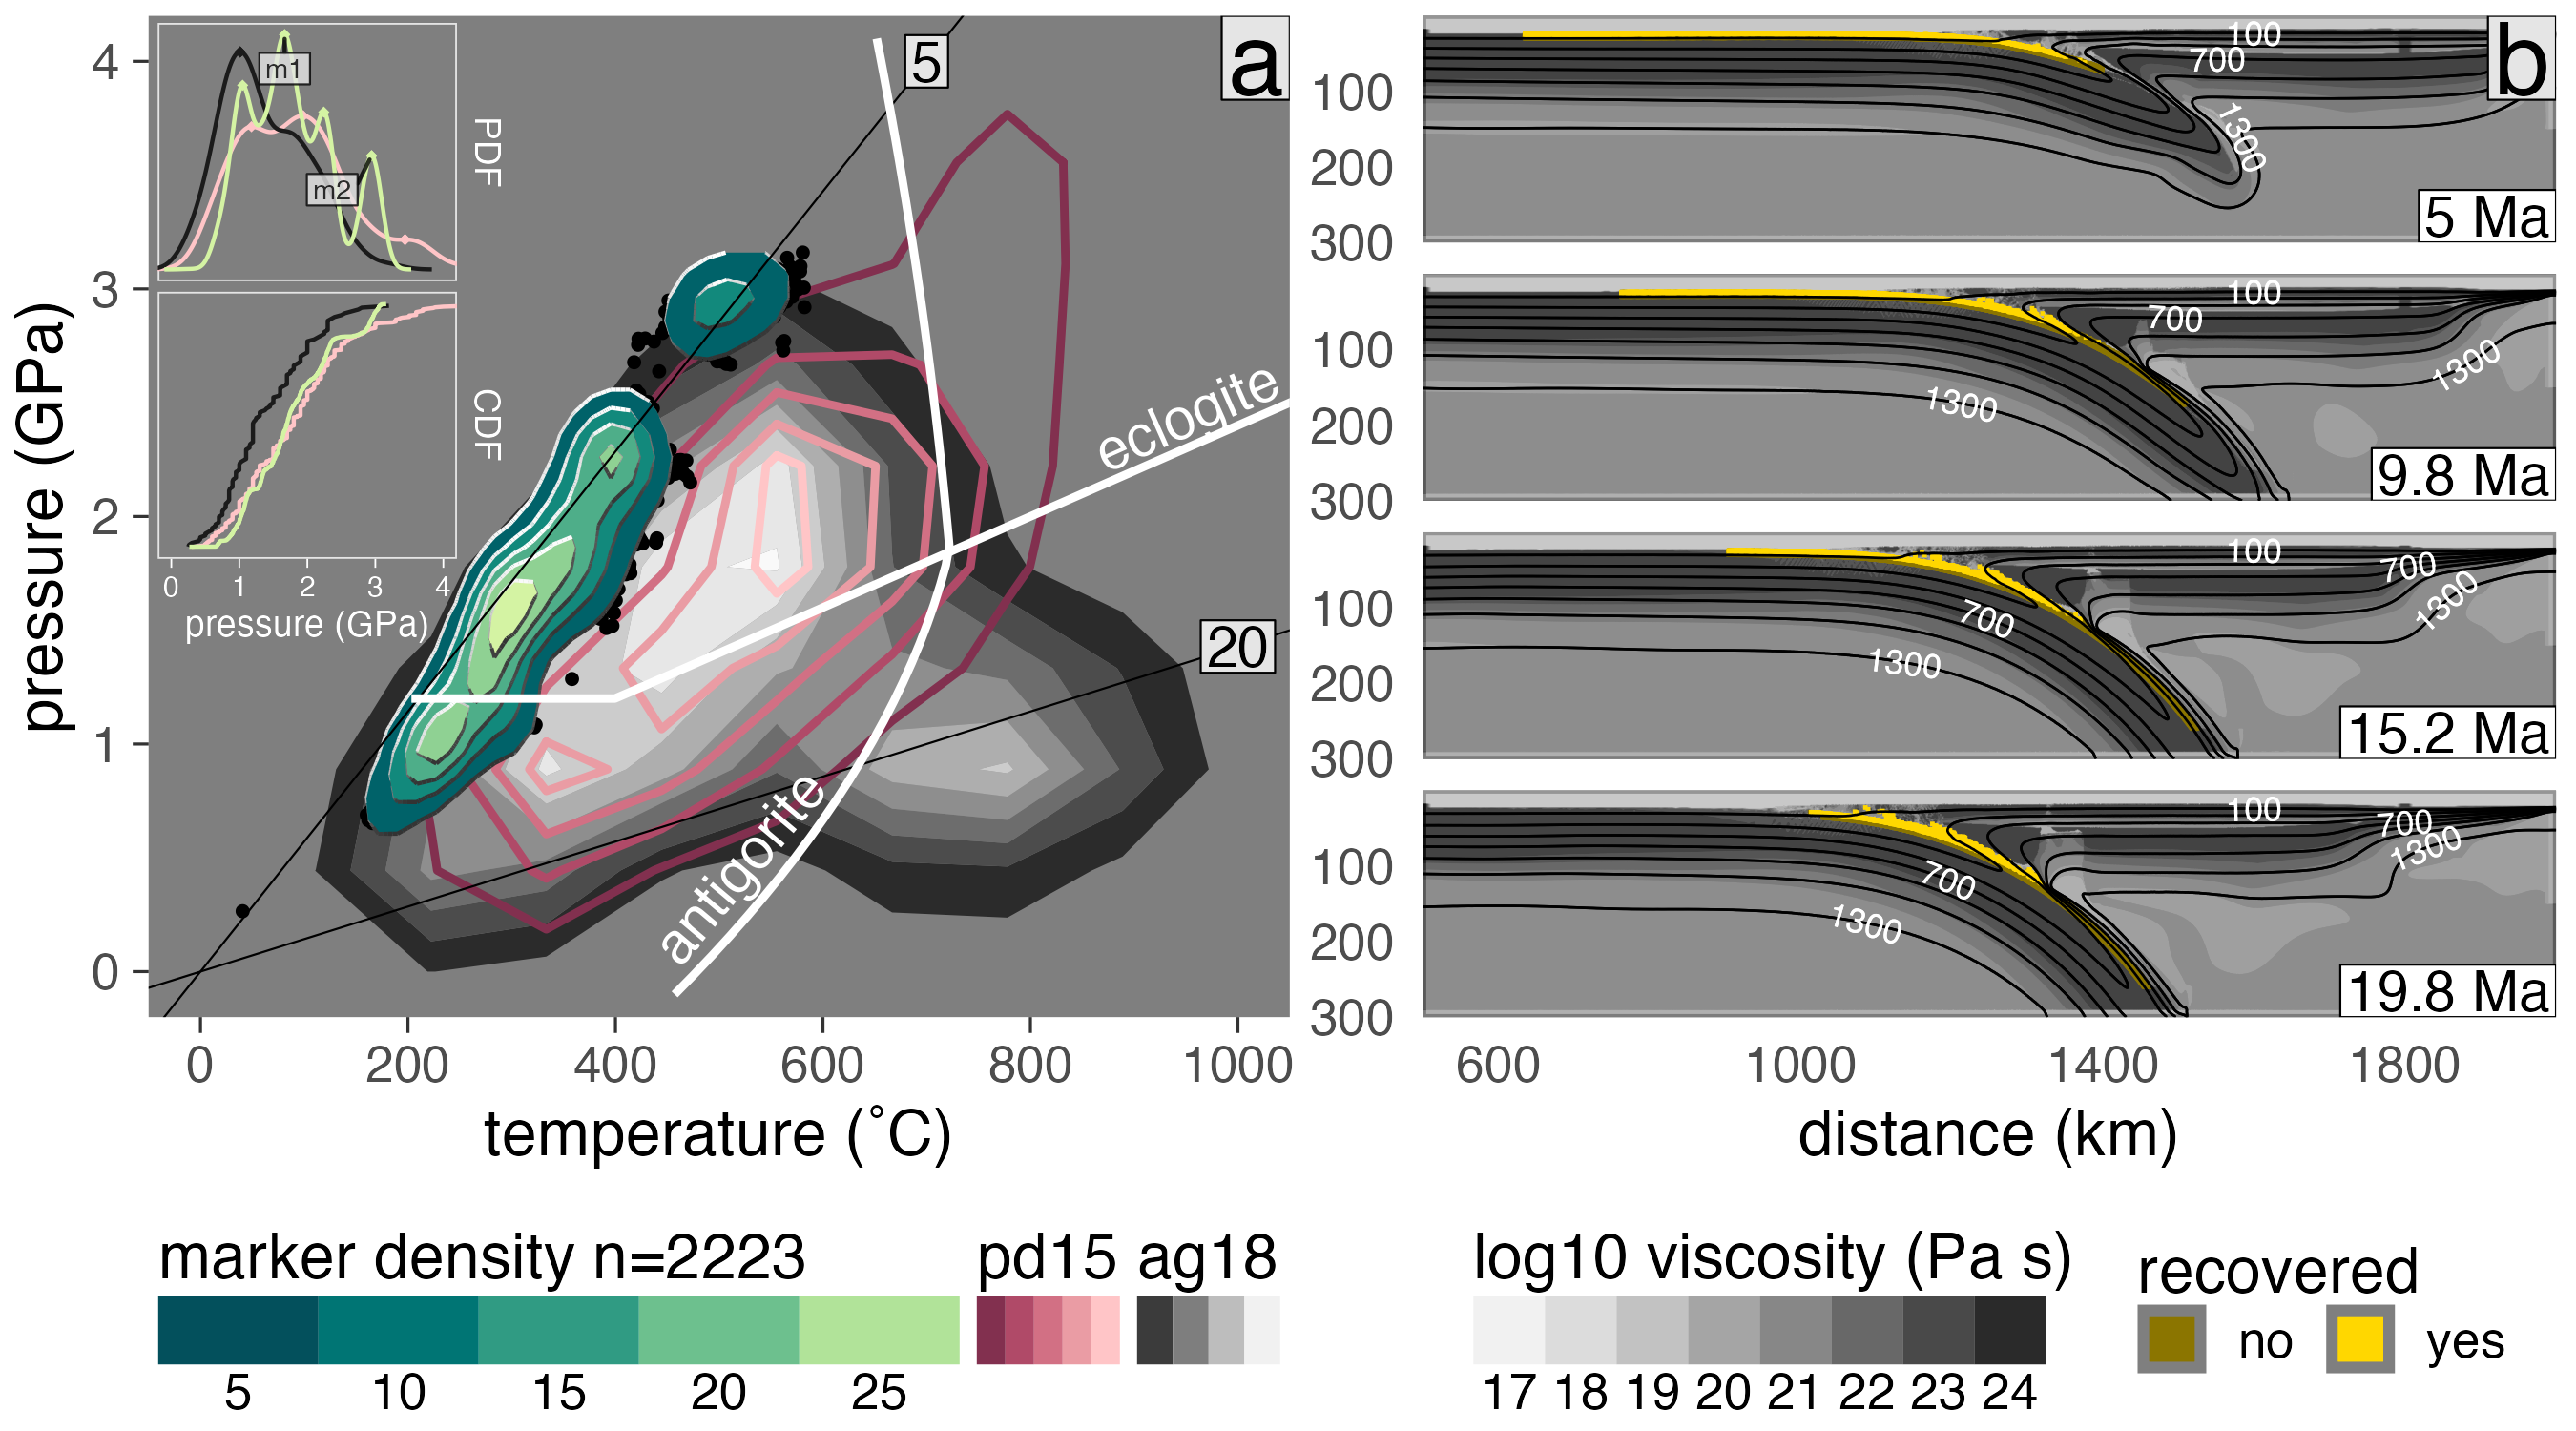 a
pressure (GPa)
4
3
2
1
0
0
200
400
600
800
1000
temperature (˚C)
5
20
eclogite
antigorite
m1
m2
PDF
CDF
0
1
2
3
4
pressure (GPa)
b
100
200
300
100
700
1300
5 Ma
100
200
300
100
700
1300
1300
9.8 Ma
100
200
300
100
700
1300
700
1300
15.2 Ma
100
200
300
100
700
1300
700
1300
19.8 Ma
600
1000
1400
1800
distance (km)
marker density n=2223
5
10
15
20
25
pd15
ag18
log10 viscosity (Pa s)
17 18 19 20 21 22 23 24
recovered
no
yes